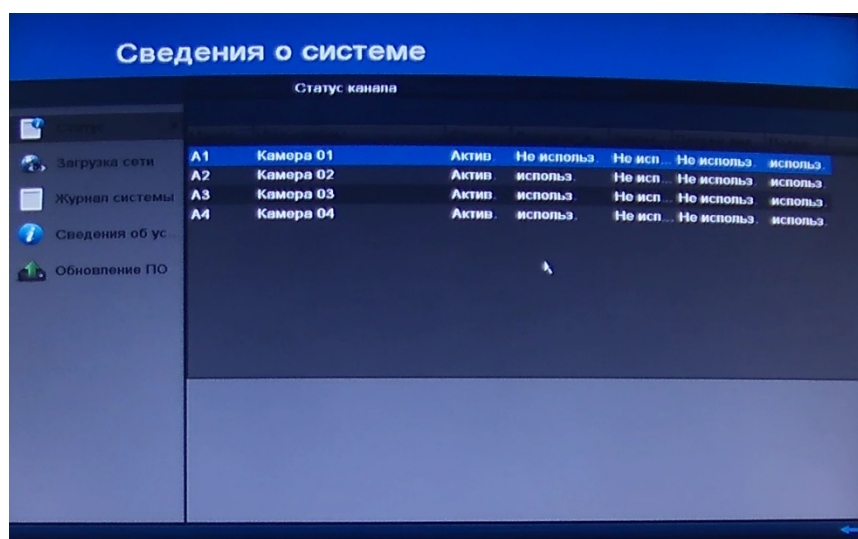 Сведения о системе
Статус канала
Статус
Загрузка сети
Журнал системы
Сведения об ус...
Обновление ПО
A1 Камера 01 Актив. Не использ. Не исп... Не использ. использ.
A2 Камера 02 Актив. использ. Не исп... Не использ. использ.
A3 Камера 03 Актив. использ. Не исп... Не использ. использ.
A4 Камера 04 Актив. использ. Не исп... Не использ. использ.